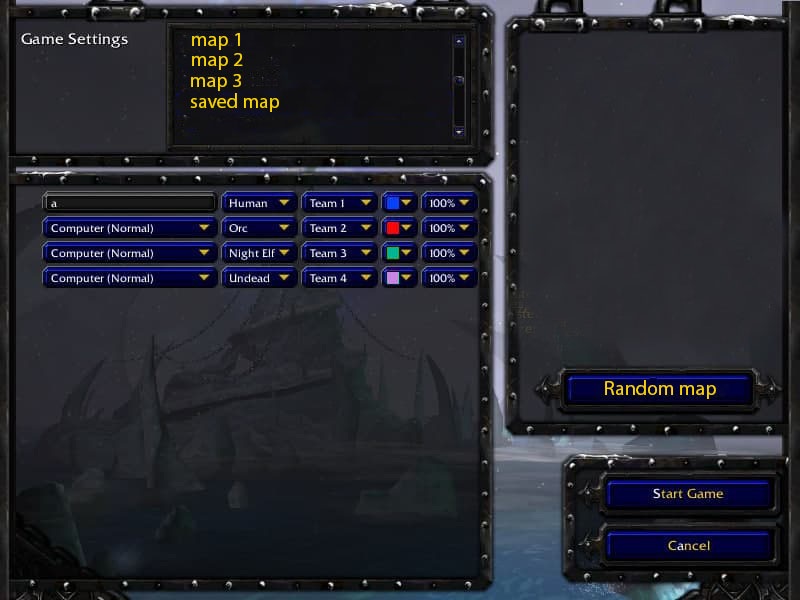 Game Settings
map 1
map 2
map 3
saved map
a Human Team 1 100%
Computer (Normal) Orc Team 2 100%
Computer (Normal) Night Elf Team 3 100%
Computer (Normal) Undead Team 4 100%
Random map
Start Game
Cancel